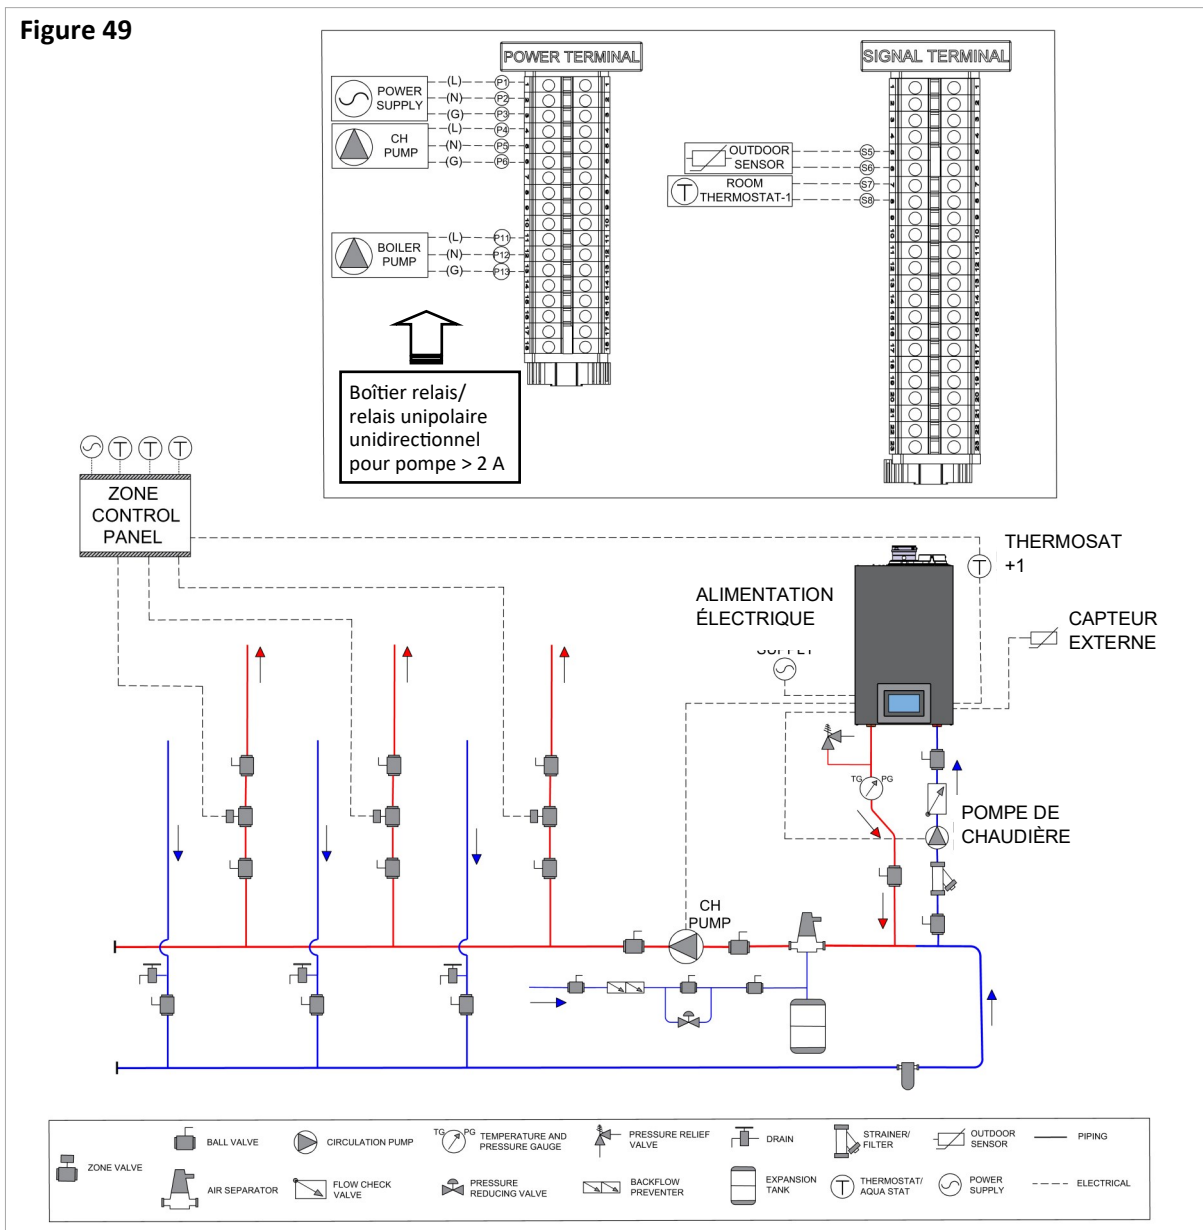 Figure 49
POWER TERMINAL
SIGNAL TERMINAL
POWER
SUPPLY
(L)
P1
(N)
P2
(G)
P3
CH
PUMP
(L)
P4
(N)
P5
(G)
P6
BOILER
PUMP
(L)
P11
(N)
P12
(G)
P13
OUTDOOR
SENSOR
S5
S6
T
ROOM
THERMOSTAT-1
S7
S8
Boîtier relais/
relais unipolaire
unidirectionnel
pour pompe > 2 A
T T T
ZONE
CONTROL
PANEL
THERMOSAT
+1
T
ALIMENTATION
ÉLECTRIQUE
CAPTEUR
EXTERNE
TG PG
POMPE DE
CHAUDIÈRE
CH
PUMP
ZONE VALVE
BALL VALVE
CIRCULATION PUMP
TG PG
TEMPERATURE AND
PRESSURE GAUGE
PRESSURE RELIEF
VALVE
DRAIN
STRAINER/
FILTER
OUTDOOR
SENSOR
PIPING
AIR SEPARATOR
FLOW CHECK
VALVE
PRESSURE
REDUCING VALVE
BACKFLOW
PREVENTER
EXPANSION
TANK
T
THERMOSTAT/
AQUA STAT
POWER
SUPPLY
ELECTRICAL